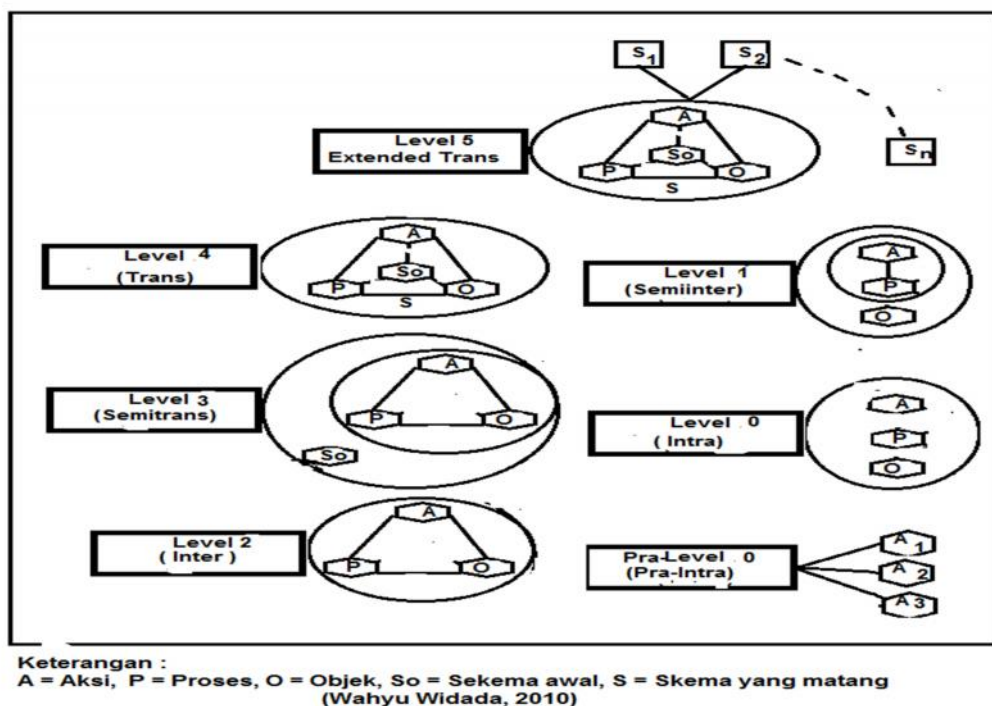 S1
S2
Sn
Level 5
Extended Trans
A
So
P
O
S
Level 4
(Trans)
A
So
P
O
S
Level 1
(Semiinter)
A
P
O
Level 3
(Semitrans)
A
P
O
So
Level 0
( Intra)
A
P
O
Level 2
( Inter )
A
P
O
Pra-Level 0
(Pra-Intra)
A1
A2
A3
Keterangan :
A = Aksi, P = Proses, O = Objek, So = Sekema awal, S = Skema yang matang
(Wahyu Widada, 2010)